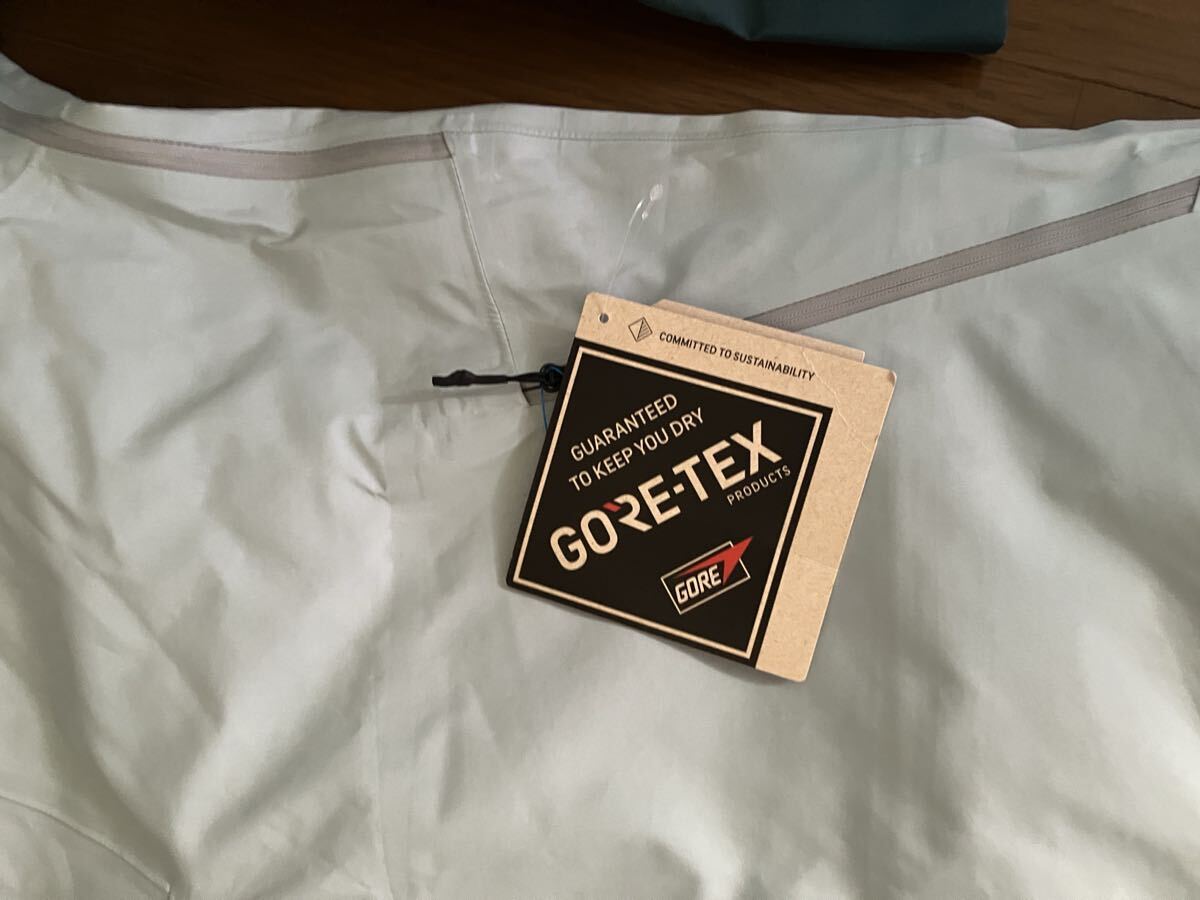 COMMITTED TO SUSTAINABILITY
GUARANTEED
TO KEEP YOU DRY
GORE-TEX
PRODUCTS
GORE